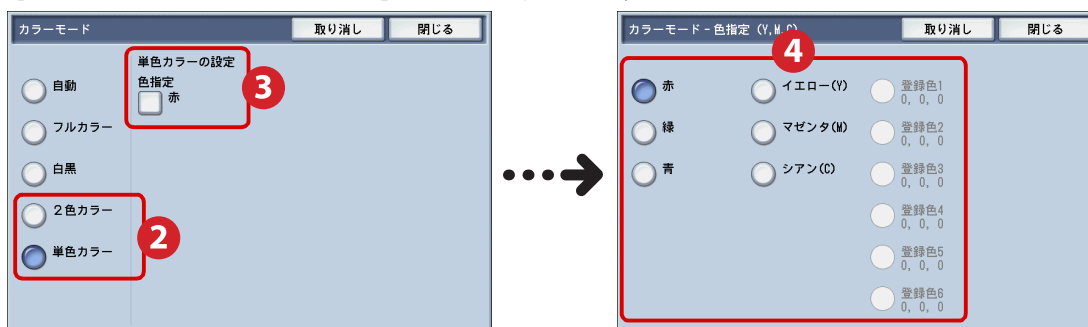 カラーモード
取り消し
閉じる
自動
フルカラー
白黒
2色カラー
単色カラー
2
単色カラーの設定
色指定
赤
3
カラーモード - 色指定 (Y,M,C)
取り消し
閉じる
4
赤
緑
青
イエロー(Y)
マゼンタ(M)
シアン(C)
登録色1
0, 0, 0
登録色2
0, 0, 0
登録色3
0, 0, 0
登録色4
0, 0, 0
登録色5
0, 0, 0
登録色6
0, 0, 0